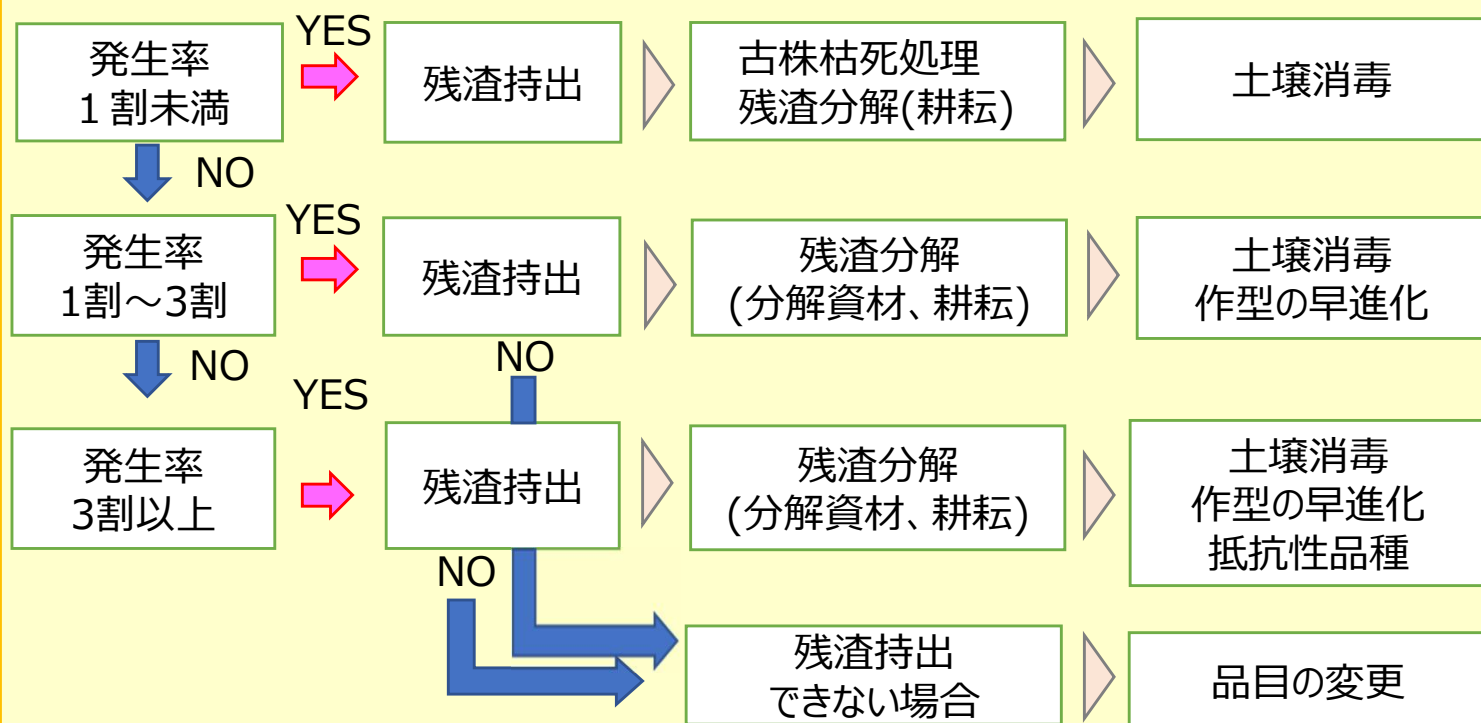 発生率
１割未満
YES
残渣持出
古株枯死処理
残渣分解(耕耘)
土壌消毒
NO
発生率
1割～3割
YES
残渣持出
残渣分解
(分解資材、耕耘)
土壌消毒
作型の早進化
NO
NO
発生率
3割以上
YES
残渣持出
残渣分解
(分解資材、耕耘)
土壌消毒
作型の早進化
抵抗性品種
NO
残渣持出
できない場合
品目の変更